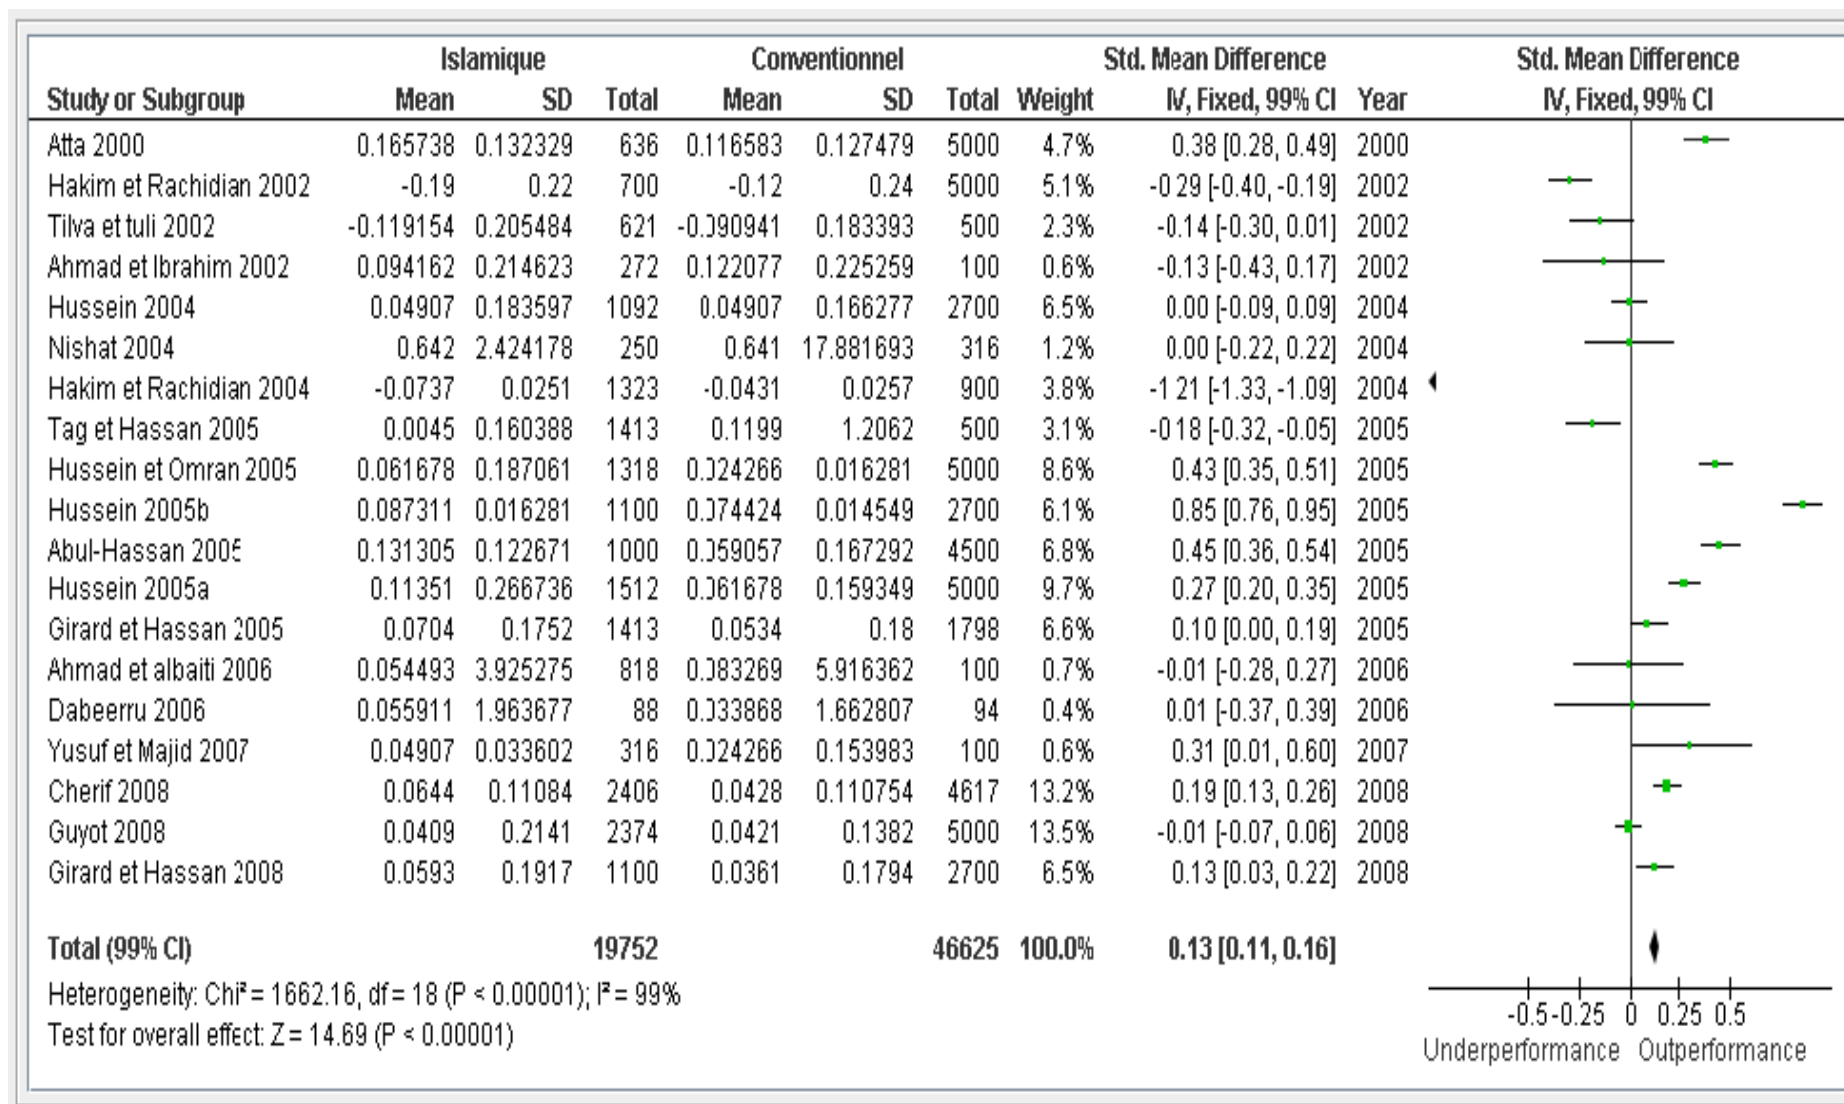 Islamique Conventionnel Std. Mean Difference Std. Mean Difference
Study or Subgroup Mean SD Total Mean SD Total Weight IV, Fixed, 99% CI Year IV, Fixed, 99% CI
Atta 2000 0.165738 0.132329 636 0.116583 0.127479 5000 4.7% 0.38 [0.28, 0.49] 2000
Hakim et Rachidian 2002 -0.19 0.22 700 -0.12 0.24 5000 5.1% -0.29 [-0.40, -0.19] 2002
Tilva et tuli 2002 -0.119154 0.205484 621 -0.090941 0.183393 500 2.3% -0.14 [-0.30, 0.01] 2002
Ahmad et Ibrahim 2002 0.094162 0.214623 272 0.122077 0.225259 100 0.6% -0.13 [-0.43, 0.17] 2002
Hussein 2004 0.04907 0.183597 1092 0.04907 0.166277 2700 6.5% 0.00 [-0.09, 0.09] 2004
Nishat 2004 0.642 2.424178 250 0.641 17.881693 316 1.2% 0.00 [-0.22, 0.22] 2004
Hakim et Rachidian 2004 -0.0737 0.0251 1323 -0.0431 0.0257 900 3.8% -1.21 [-1.33, -1.09] 2004
Tag et Hassan 2005 0.0045 0.160388 1413 0.1199 1.2062 500 3.1% -0.18 [-0.32, -0.05] 2005
Hussein et Omran 2005 0.061678 0.187061 1318 0.024266 0.016281 5000 8.6% 0.43 [0.35, 0.51] 2005
Hussein 2005b 0.087311 0.016281 1100 0.074424 0.014549 2700 6.1% 0.85 [0.76, 0.95] 2005
Abul-Hassan 2005 0.131305 0.122671 1000 0.059057 0.167292 4500 6.8% 0.45 [0.36, 0.54] 2005
Hussein 2005a 0.11351 0.266736 1512 0.061678 0.159349 5000 9.7% 0.27 [0.20, 0.35] 2005
Girard et Hassan 2005 0.0704 0.1752 1413 0.0534 0.18 1798 6.6% 0.10 [0.00, 0.19] 2005
Ahmad et albaiti 2006 0.054493 3.925275 818 0.083269 5.916362 100 0.7% -0.01 [-0.28, 0.27] 2006
Dabeerru 2006 0.055911 1.963677 88 0.033868 1.662807 94 0.4% 0.01 [-0.37, 0.39] 2006
Yusuf et Majid 2007 0.04907 0.033602 316 0.024266 0.153983 100 0.6% 0.31 [0.01, 0.60] 2007
Cherif 2008 0.0644 0.11084 2406 0.0428 0.110754 4617 13.2% 0.19 [0.13, 0.26] 2008
Guyot 2008 0.0409 0.2141 2374 0.0421 0.1382 5000 13.5% -0.01 [-0.07, 0.06] 2008
Girard et Hassan 2008 0.0593 0.1917 1100 0.0361 0.1794 2700 6.5% 0.13 [0.03, 0.22] 2008
Total (99% CI) 19752 46625 100.0% 0.13 [0.11, 0.16]
Heterogeneity: Chi² = 1662.16, df = 18 (P < 0.00001); I² = 99%
Test for overall effect: Z = 14.69 (P < 0.00001)
-0.5 -0.25 0 0.25 0.5
Underperformance Outperformance